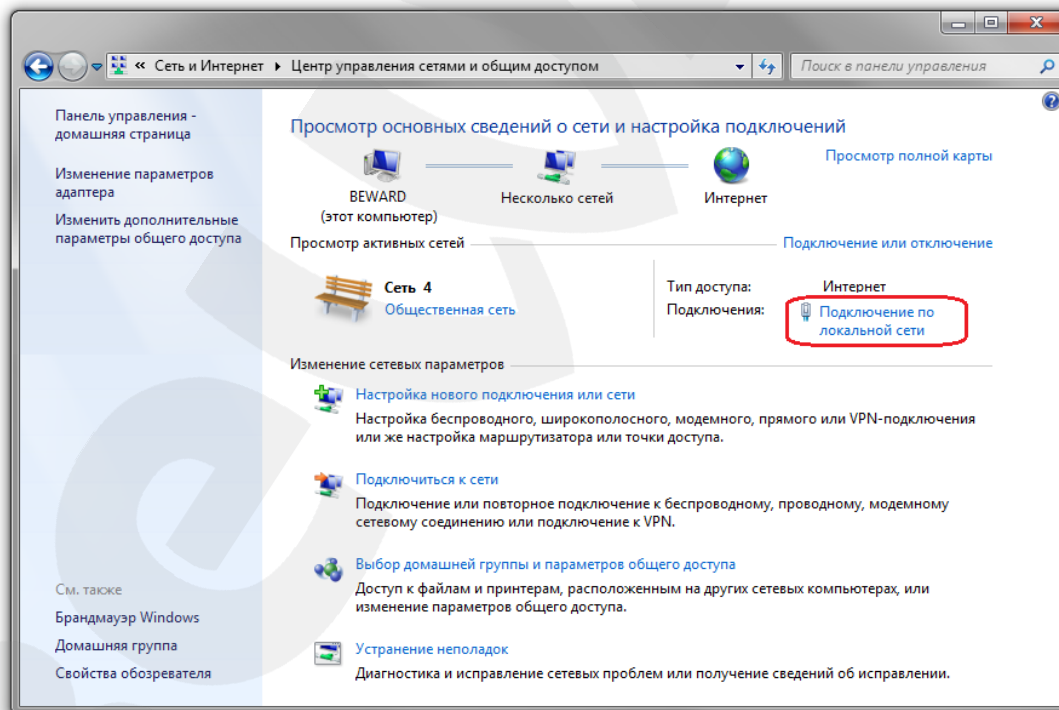 « Сеть и Интернет ▸ Центр управления сетями и общим доступом
Поиск в панели управления
Панель управления -
домашняя страница
Изменение параметров
адаптера
Изменить дополнительные
параметры общего доступа
Просмотр основных сведений о сети и настройка подключений
Просмотр полной карты
BEWARD
(этот компьютер)
Несколько сетей
Интернет
Просмотр активных сетей
Подключение или отключение
Сеть 4
Общественная сеть
Тип доступа: Интернет
Подключения: Подключение по
локальной сети
Изменение сетевых параметров
Настройка нового подключения или сети
Настройка беспроводного, широкополосного, модемного, прямого или VPN-подключения
или же настройка маршрутизатора или точки доступа.
Подключиться к сети
Подключение или повторное подключение к беспроводному, проводному, модемному
сетевому соединению или подключение к VPN.
Выбор домашней группы и параметров общего доступа
Доступ к файлам и принтерам, расположенным на других сетевых компьютерах, или
изменение параметров общего доступа.
Устранение неполадок
Диагностика и исправление сетевых проблем или получение сведений об исправлении.
См. также
Брандмауэр Windows
Домашняя группа
Свойства обозревателя